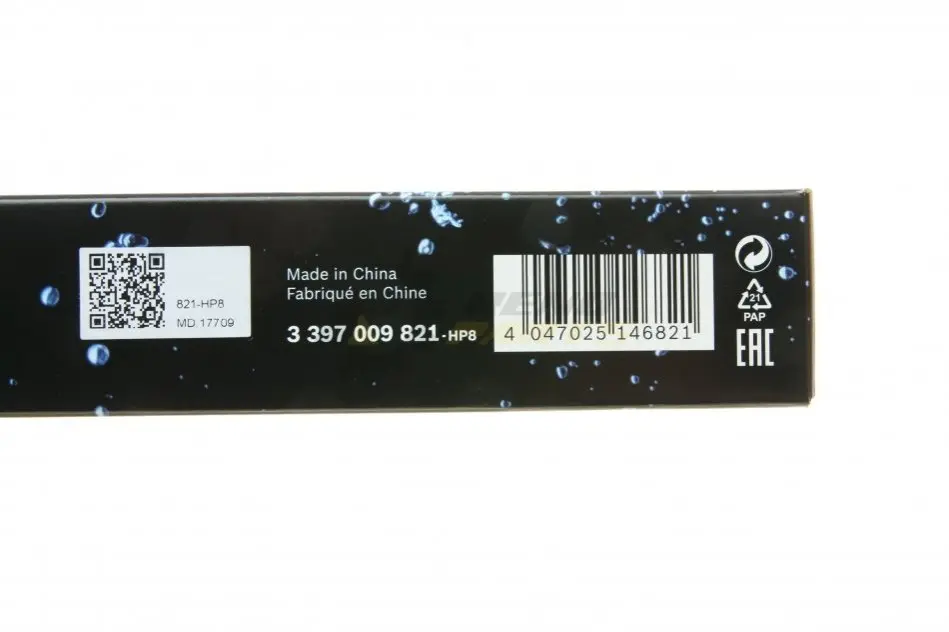 821-HP8
MD 17709
Made in China
Fabriqué en Chine
3 397 009 821-HP8
4 047025 146821
21
PAP
EAC